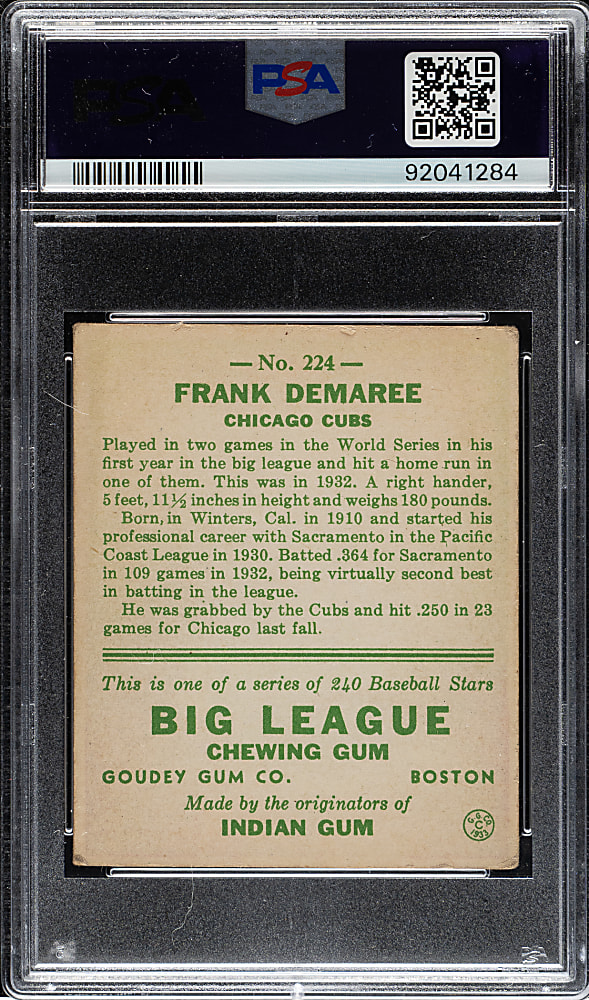 PSA
92041284
— No. 224 —
FRANK DEMAREE
CHICAGO CUBS
Played in two games in the World Series in his
first year in the big league and hit a home run in
one of them. This was in 1932. A right hander,
5 feet, 11½ inches in height and weighs 180 pounds.
Born, in Winters, Cal. in 1910 and started his
professional career with Sacramento in the Pacific
Coast League in 1930. Batted .364 for Sacramento
in 109 games in 1932, being virtually second best
in batting in the league.
He was grabbed by the Cubs and hit .250 in 23
games for Chicago last fall.
This is one of a series of 240 Baseball Stars
BIG LEAGUE
CHEWING GUM
GOUDEY GUM CO. BOSTON
Made by the originators of
INDIAN GUM
G. G. CO.
C
1933